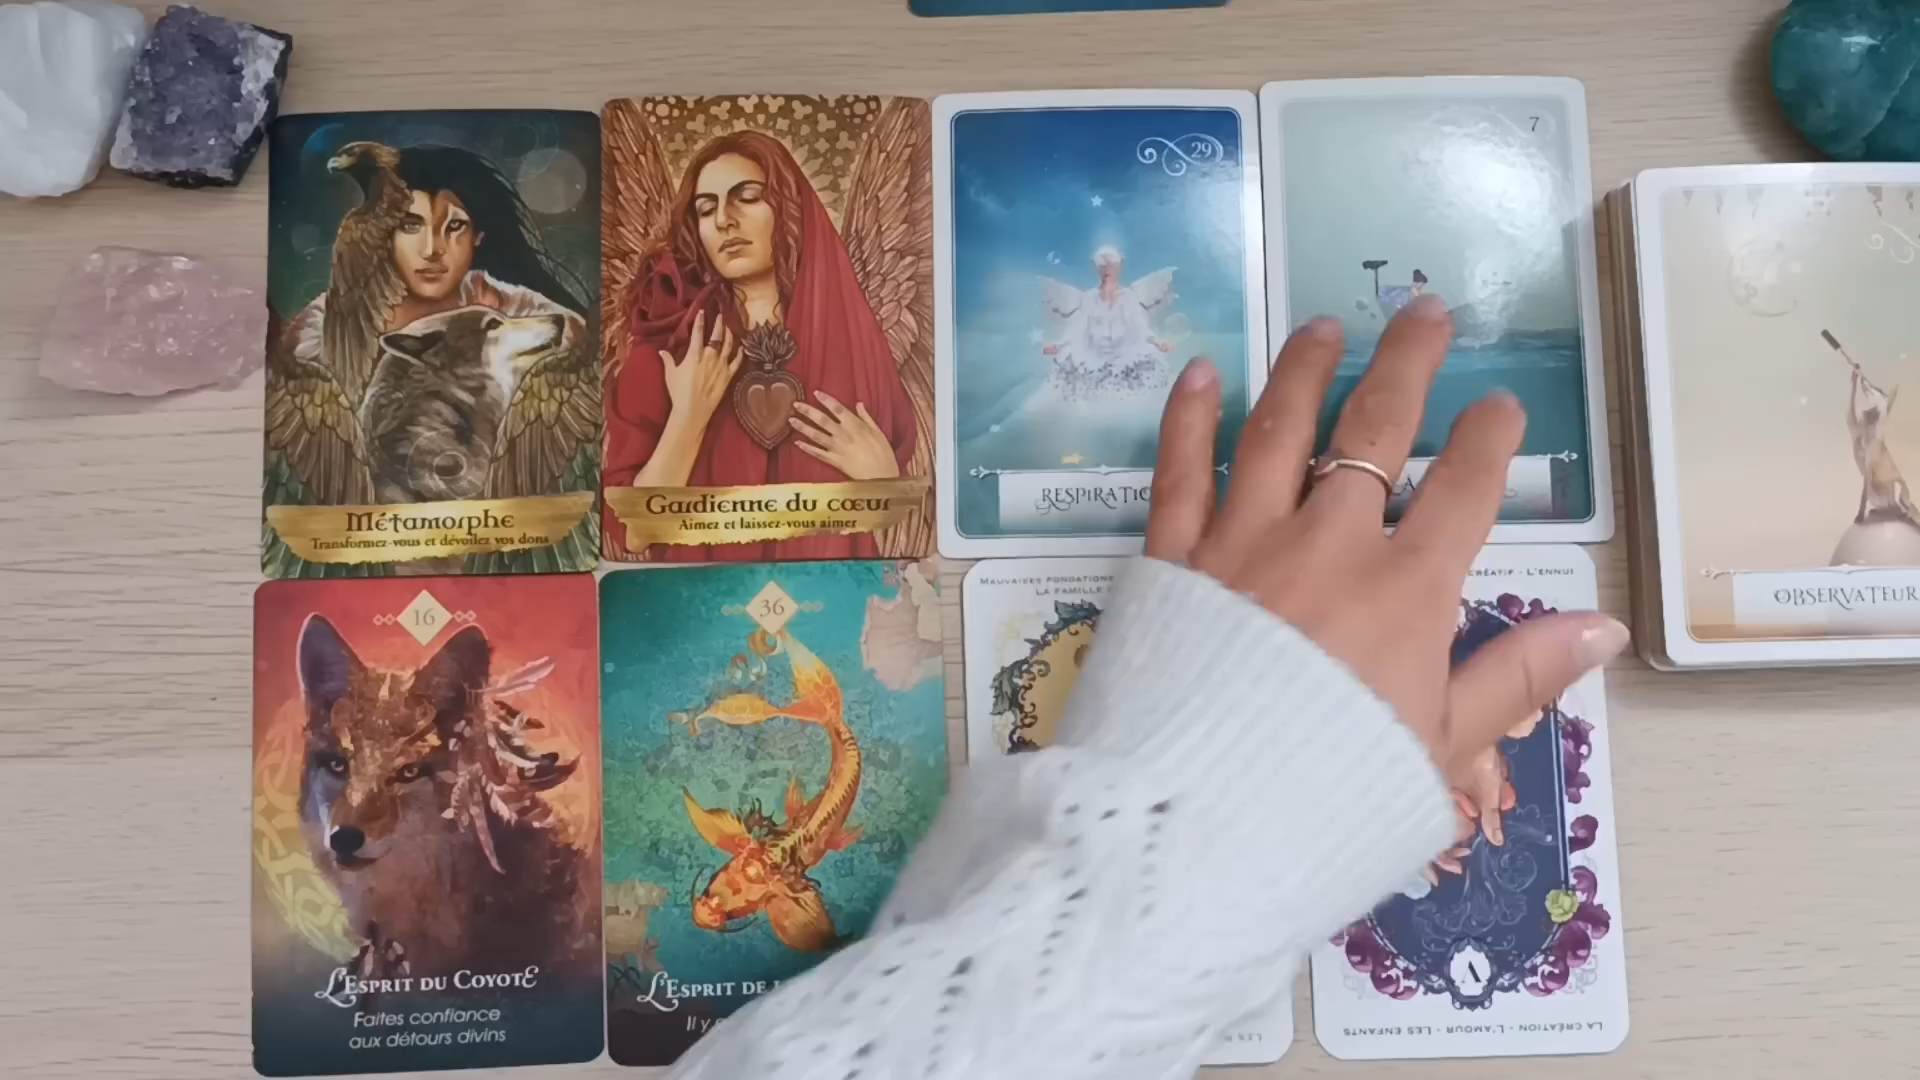 29
7
Métamorphe
Transformez-vous et dévoilez vos dons
Gardienne du cœur
Aimez et laissez-vous aimer
OBSERVATEUR
MAUVAISES FONDATIONS
LA FAMILLE
CRÉATIF - L'ENNUI
16
36
L'ESPRIT DU COYOTE
Faites confiance
aux détours divins
L'ESPRIT DE
Il y
A
LES
LA CRÉATION - L'AMOUR - LES ENFANTS